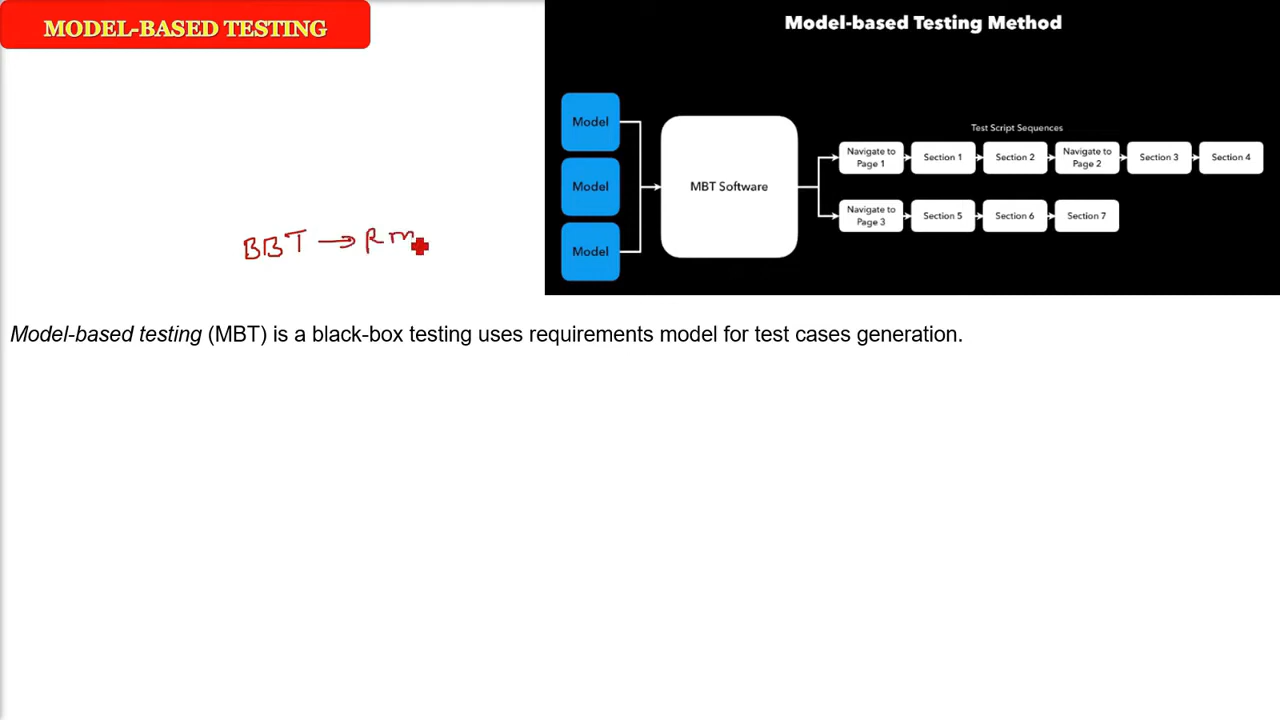 MODEL-BASED TESTING
Model-based Testing Method
Model
Model
Model
MBT Software
Test Script Sequences
Navigate to
Page 1
Section 1
Section 2
Navigate to
Page 2
Section 3
Section 4
Navigate to
Page 3
Section 5
Section 6
Section 7
BBT → RM
Model-based testing (MBT) is a black-box testing uses requirements model for test cases generation.